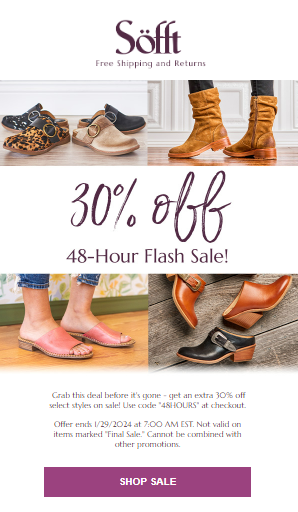 Söfft
Free Shipping and Returns
30% off
48-Hour Flash Sale!
Grab this deal before it's gone - get an extra 30% off
select styles on sale! Use code "48HOURS" at checkout.
Offer ends 1/29/2024 at 7:00 AM EST. Not valid on
items marked "Final Sale." Cannot be combined with
other promotions.
SHOP SALE